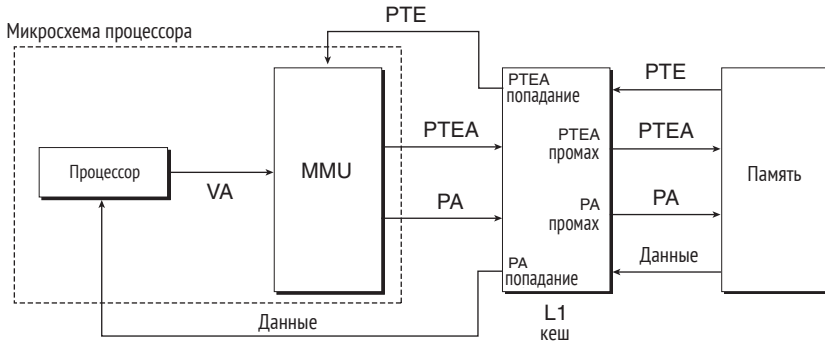 Микросхема процессора
PTE
PTEA
попадание
PTE
PTEA
PTEA
промах
PTEA
Процессор
VA
MMU
PA
PA
промах
PA
Память
PA
попадание
Данные
Данные
L1
кеш